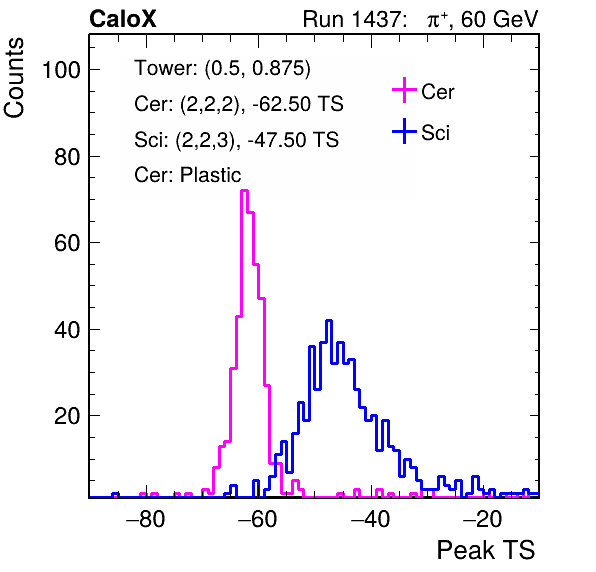 CaloX Run 1437: π⁺, 60 GeV
Counts
Tower: (0.5, 0.875)
Cer: (2,2,2), -62.50 TS
Sci: (2,2,3), -47.50 TS
Cer: Plastic
Cer
Sci
100
80
60
40
20
−80 −60 −40 −20
Peak TS